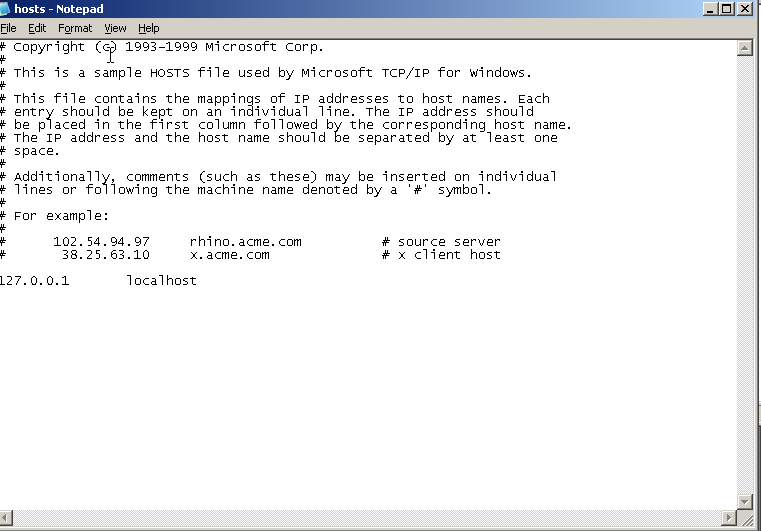 hosts - Notepad
File Edit Format View Help
# Copyright (c) 1993-1999 Microsoft Corp.
#
# This is a sample HOSTS file used by Microsoft TCP/IP for Windows.
#
# This file contains the mappings of IP addresses to host names. Each
# entry should be kept on an individual line. The IP address should
# be placed in the first column followed by the corresponding host name.
# The IP address and the host name should be separated by at least one
# space.
#
# Additionally, comments (such as these) may be inserted on individual
# lines or following the machine name denoted by a '#' symbol.
#
# For example:
#
#      102.54.94.97     rhino.acme.com          # source server
#       38.25.63.10     x.acme.com              # x client host
127.0.0.1       localhost